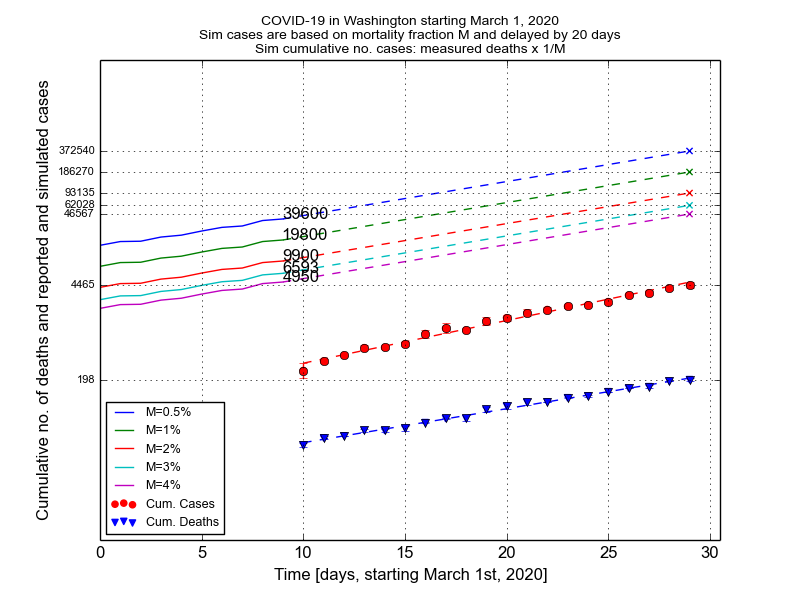 COVID-19 in Washington starting March 1, 2020
Sim cases are based on mortality fraction M and delayed by 20 days
Sim cumulative no. cases: measured deaths x 1/M
Cumulative no. of deaths and reported and simulated cases
372540
186270
93135
62028
46567
4465
198
39600
19800
9900
6593
4950
M=0.5%
M=1%
M=2%
M=3%
M=4%
Cum. Cases
Cum. Deaths
0 5 10 15 20 25 30
Time [days, starting March 1st, 2020]